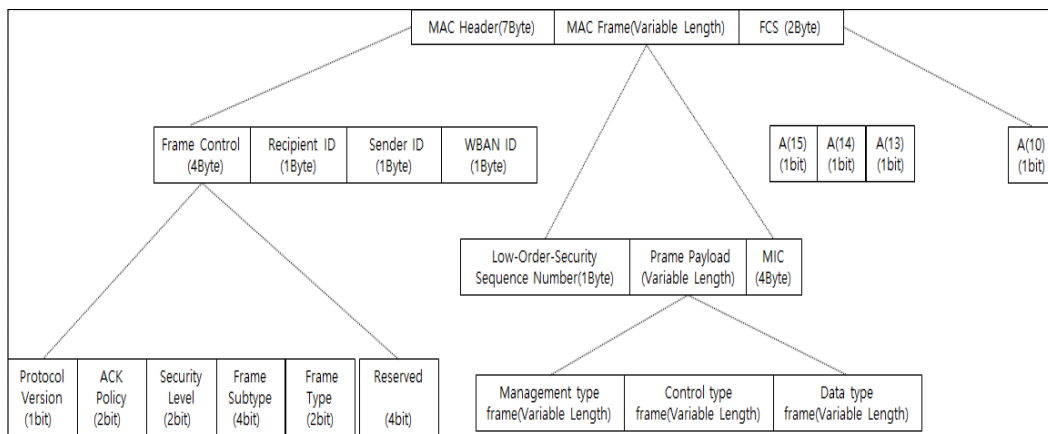 MAC Header(7Byte)
MAC Frame(Variable Length)
FCS (2Byte)
Frame Control
(4Byte)
Recipient ID
(1Byte)
Sender ID
(1Byte)
WBAN ID
(1Byte)
A(15)
(1bit)
A(14)
(1bit)
A(13)
(1bit)
A(10)
(1bit)
Low-Order-Security
Sequence Number(1Byte)
Prame Payload
(Variable Length)
MIC
(4Byte)
Protocol
Version
(1bit)
ACK
Policy
(2bit)
Security
Level
(2bit)
Frame
Subtype
(4bit)
Frame
Type
(2bit)
Reserved
(4bit)
Management type
frame(Variable Length)
Control type
frame(Variable Length)
Data type
frame(Variable Length)